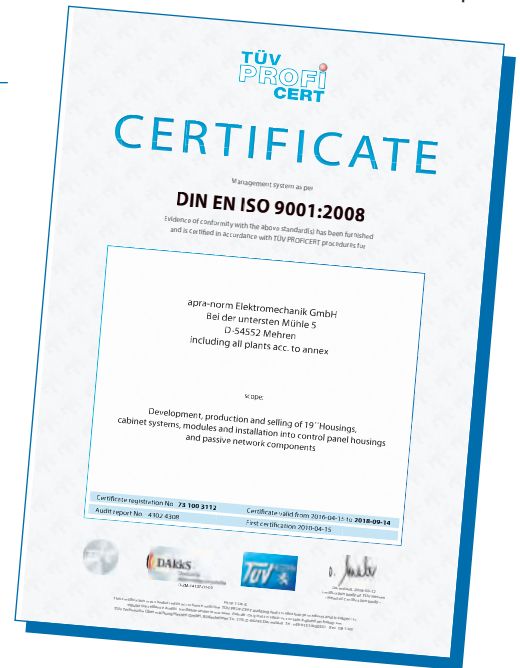 TÜV
PROFI
CERT
CERTIFICATE
Management system as per
DIN EN ISO 9001:2008
Evidence of conformity with the above standard(s) has been furnished
and is certified in accordance with TÜV PROFICERT procedures for
apra-norm Elektromechanik GmbH
Bei der untersten Mühle 5
D-54552 Mehren
including all plants acc. to annex
scope:
Development, production and selling of 19´´Housings,
cabinet systems, modules and installation into control panel housings
and passive network components
Certificate registration No. 73 100 3112
Certificate valid from 2016-04-15 to 2018-09-14
Audit report No. 4302 4308
First certification 2010-04-15
DAkkS
TÜV